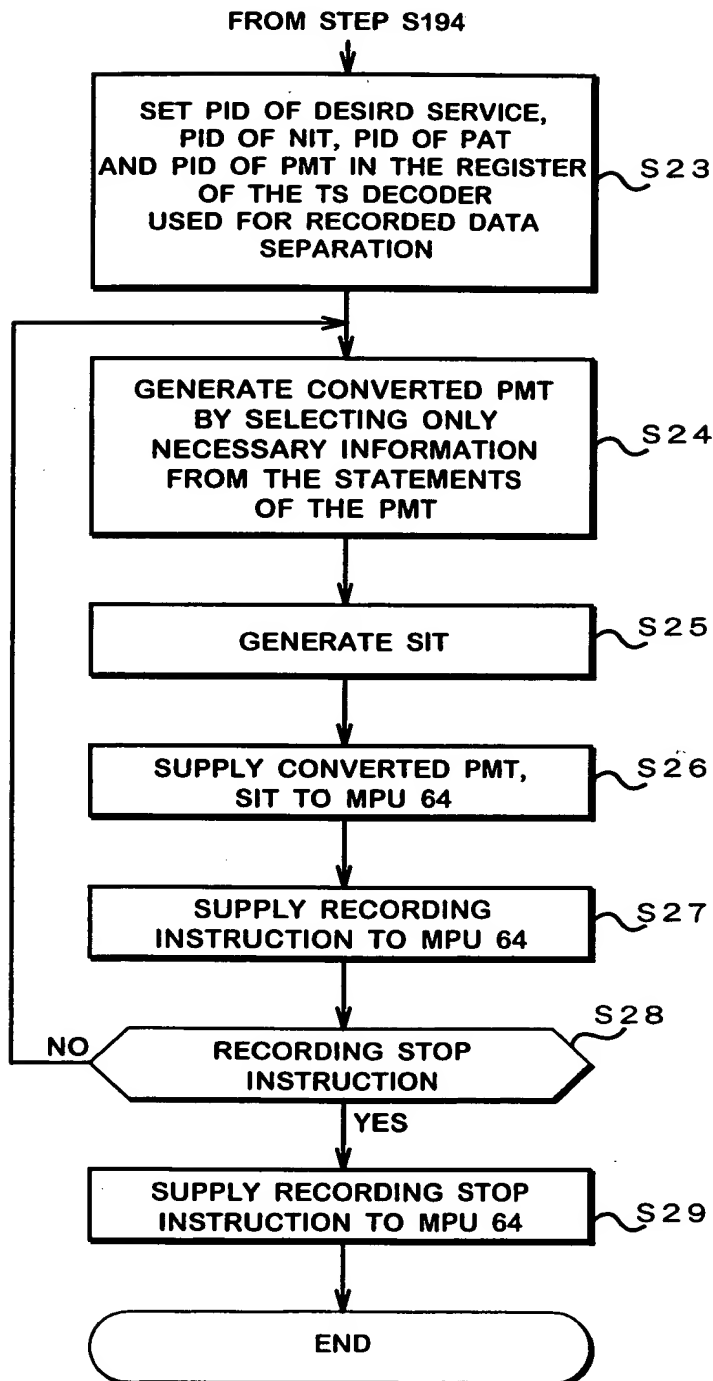 FROM STEP S194
SET PID OF DESIRD SERVICE,
PID OF NIT, PID OF PAT
AND PID OF PMT IN THE REGISTER
OF THE TS DECODER
USED FOR RECORDED DATA
SEPARATION
S23
GENERATE CONVERTED PMT
BY SELECTING ONLY
NECESSARY INFORMATION
FROM THE STATEMENTS
OF THE PMT
S24
GENERATE SIT
S25
SUPPLY CONVERTED PMT,
SIT TO MPU 64
S26
SUPPLY RECORDING
INSTRUCTION TO MPU 64
S27
RECORDING STOP
INSTRUCTION
S28
NO
YES
SUPPLY RECORDING STOP
INSTRUCTION TO MPU 64
S29
END